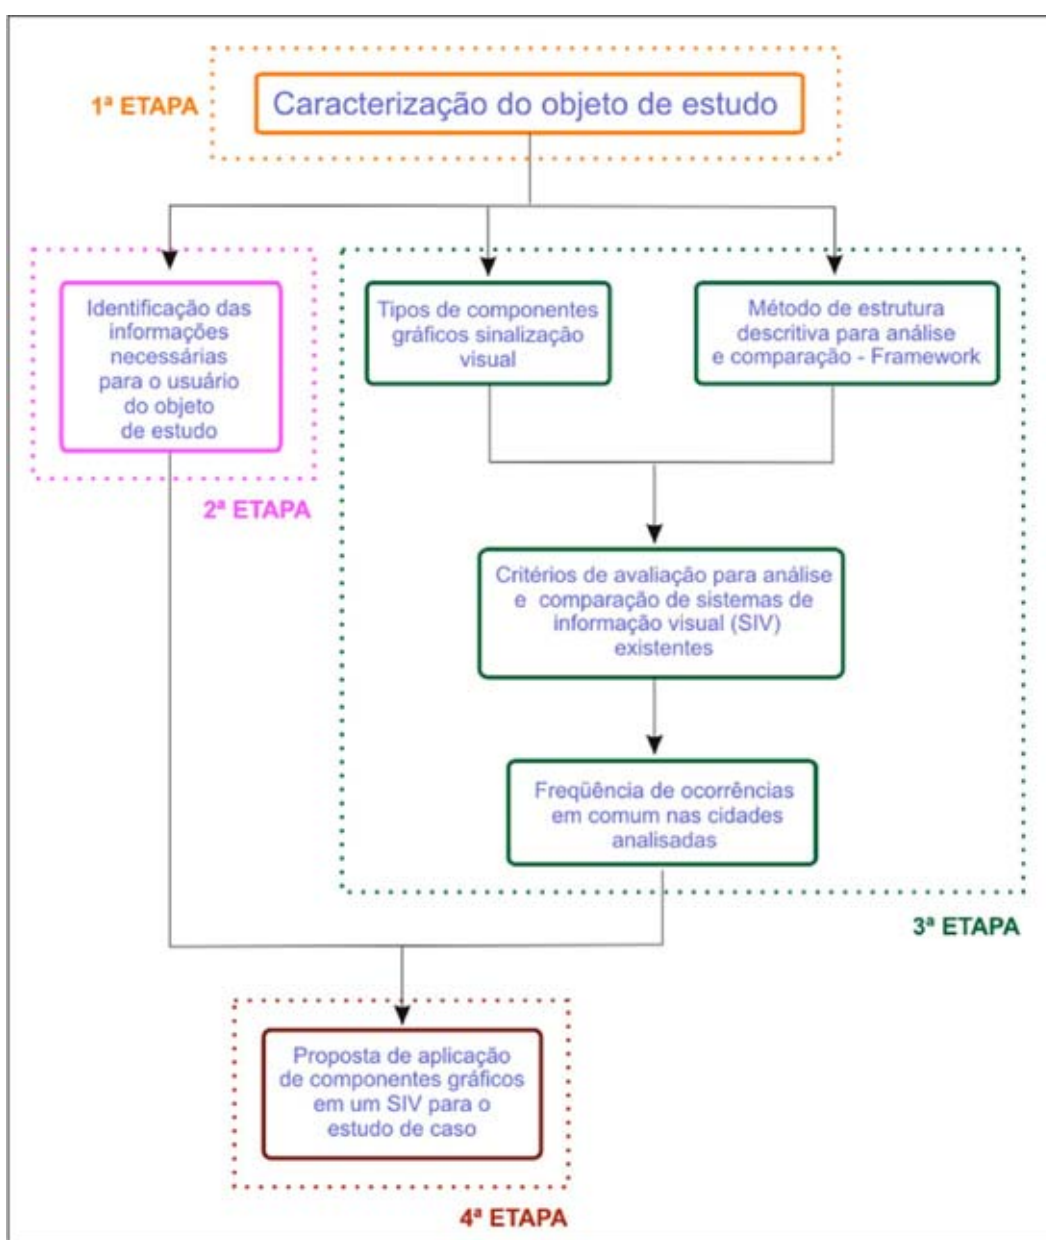 1ª ETAPA
Caracterização do objeto de estudo
Identificação das
informações
necessárias
para o usuário
do objeto
de estudo
2ª ETAPA
Tipos de componentes
gráficos sinalização
visual
Método de estrutura
descritiva para análise
e comparação - Framework
Critérios de avaliação para análise
e comparação de sistemas de
informação visual (SIV)
existentes
Freqüência de ocorrências
em comum nas cidades
analisadas
3ª ETAPA
Proposta de aplicação
de componentes gráficos
em um SIV para o
estudo de caso
4ª ETAPA